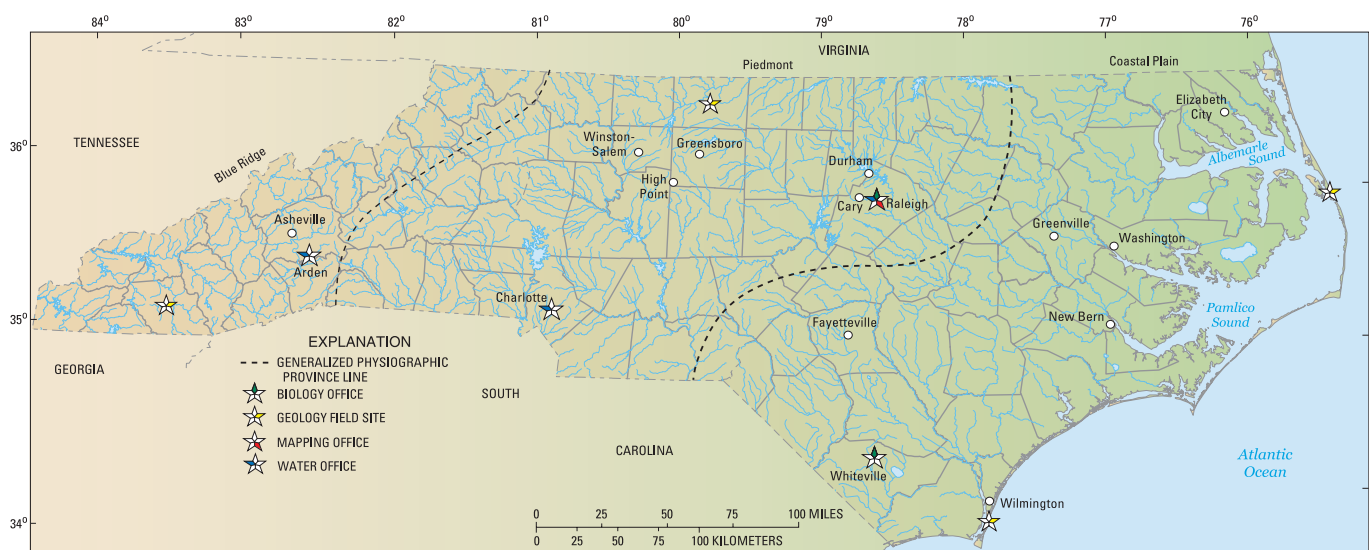 84°
83°
82°
81°
80°
79°
78°
77°
76°
VIRGINIA
Piedmont
Coastal Plain
Elizabeth
City
36°
TENNESSEE
Blue Ridge
Winston-
Salem
Greensboro
High
Point
Durham
Cary
Raleigh
Albemarle
Sound
Asheville
Arden
Greenville
Washington
Charlotte
35°
New Bern
Pamlico
Sound
Fayetteville
GEORGIA
EXPLANATION
GENERALIZED PHYSIOGRAPHIC
PROVINCE LINE
BIOLOGY OFFICE
GEOLOGY FIELD SITE
MAPPING OFFICE
WATER OFFICE
SOUTH
CAROLINA
Whiteville
Atlantic
Ocean
Wilmington
34°
0 25 50 75 100 MILES
0 25 50 75 100 KILOMETERS